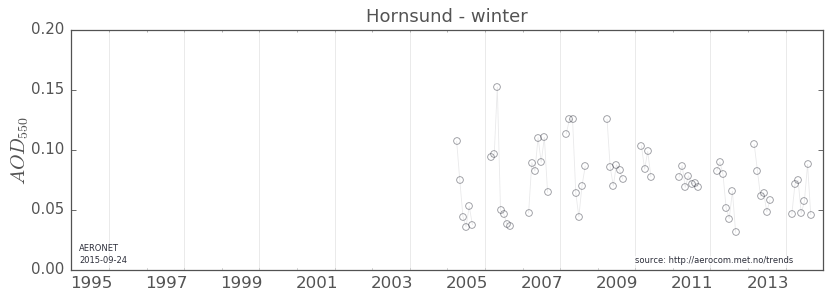 Hornsund - winter
0.20
0.15
0.10
0.05
0.00
AOD550
AERONET
2015-09-24
source: http://aerocom.met.no/trends
1995 1997 1999 2001 2003 2005 2007 2009 2011 2013